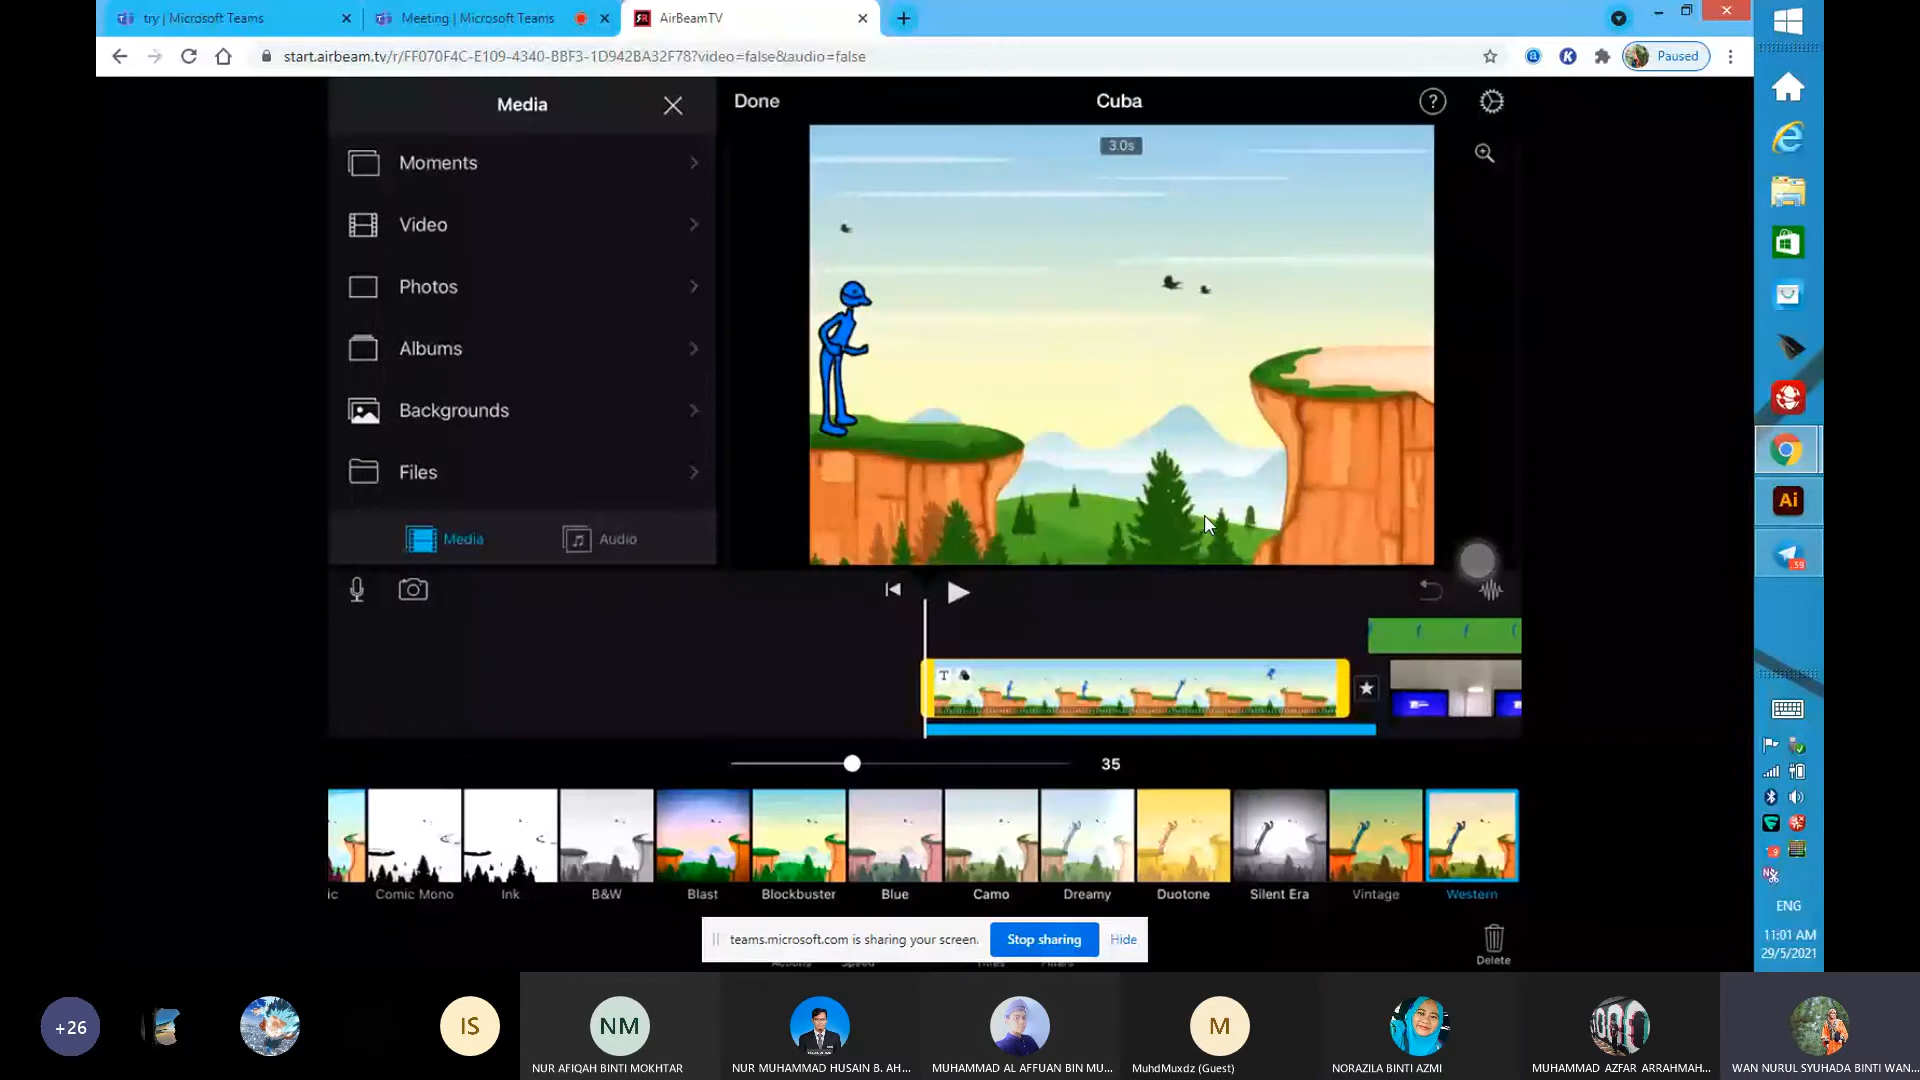 try | Microsoft Teams
Meeting | Microsoft Teams
AirBeamTV
start.airbeam.tv/r/FF070F4C-E109-4340-BBF3-1D942BA32F78?video=false&audio=false
Paused
Media
Done
Cuba
3.0s
Moments
Video
Photos
Albums
Backgrounds
Files
Media
Audio
T
35
ic
Comic Mono
Ink
B&W
Blast
Blockbuster
Blue
Camo
Dreamy
Duotone
Silent Era
Vintage
Western
teams.microsoft.com is sharing your screen.
Stop sharing
Hide
Delete
Ai
59
ENG
11:01 AM
29/5/2021
+26
IS
NM
M
NUR AFIQAH BINTI MOKHTAR
NUR MUHAMMAD HUSAIN B. AH...
MUHAMMAD AL AFFUAN BIN MU...
MuhdMuxdz (Guest)
NORAZILA BINTI AZMI
MUHAMMAD AZFAR ARRAHMAH...
WAN NURUL SYUHADA BINTI WAN...